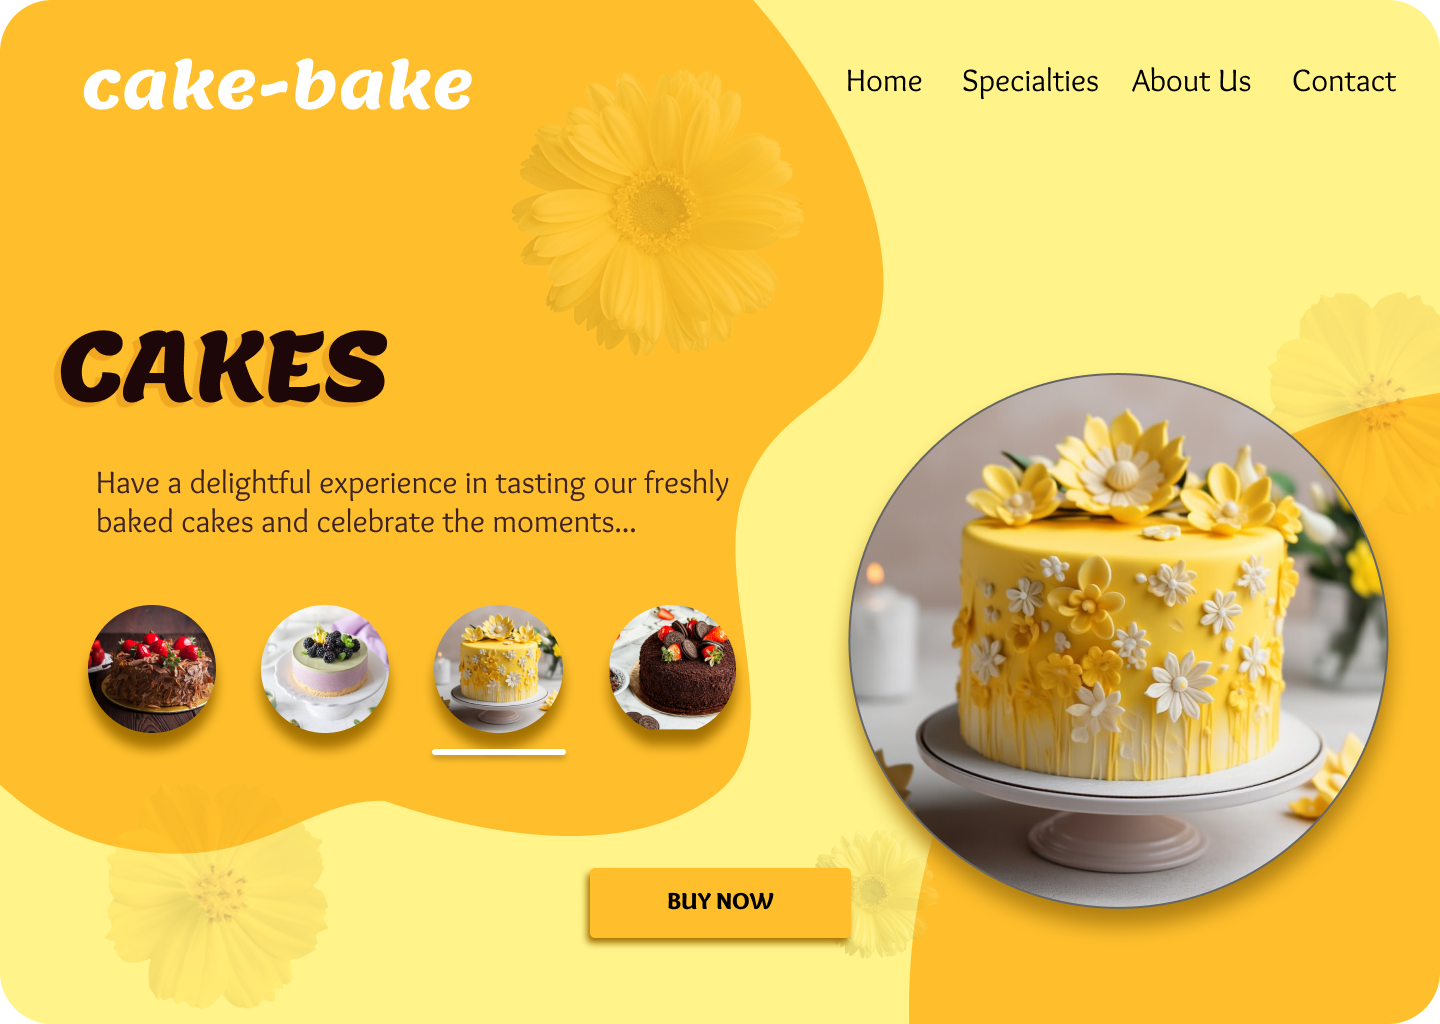 cake-bake
Home Specialties About Us Contact
CAKES
Have a delightful experience in tasting our freshly
baked cakes and celebrate the moments...
BUY NOW